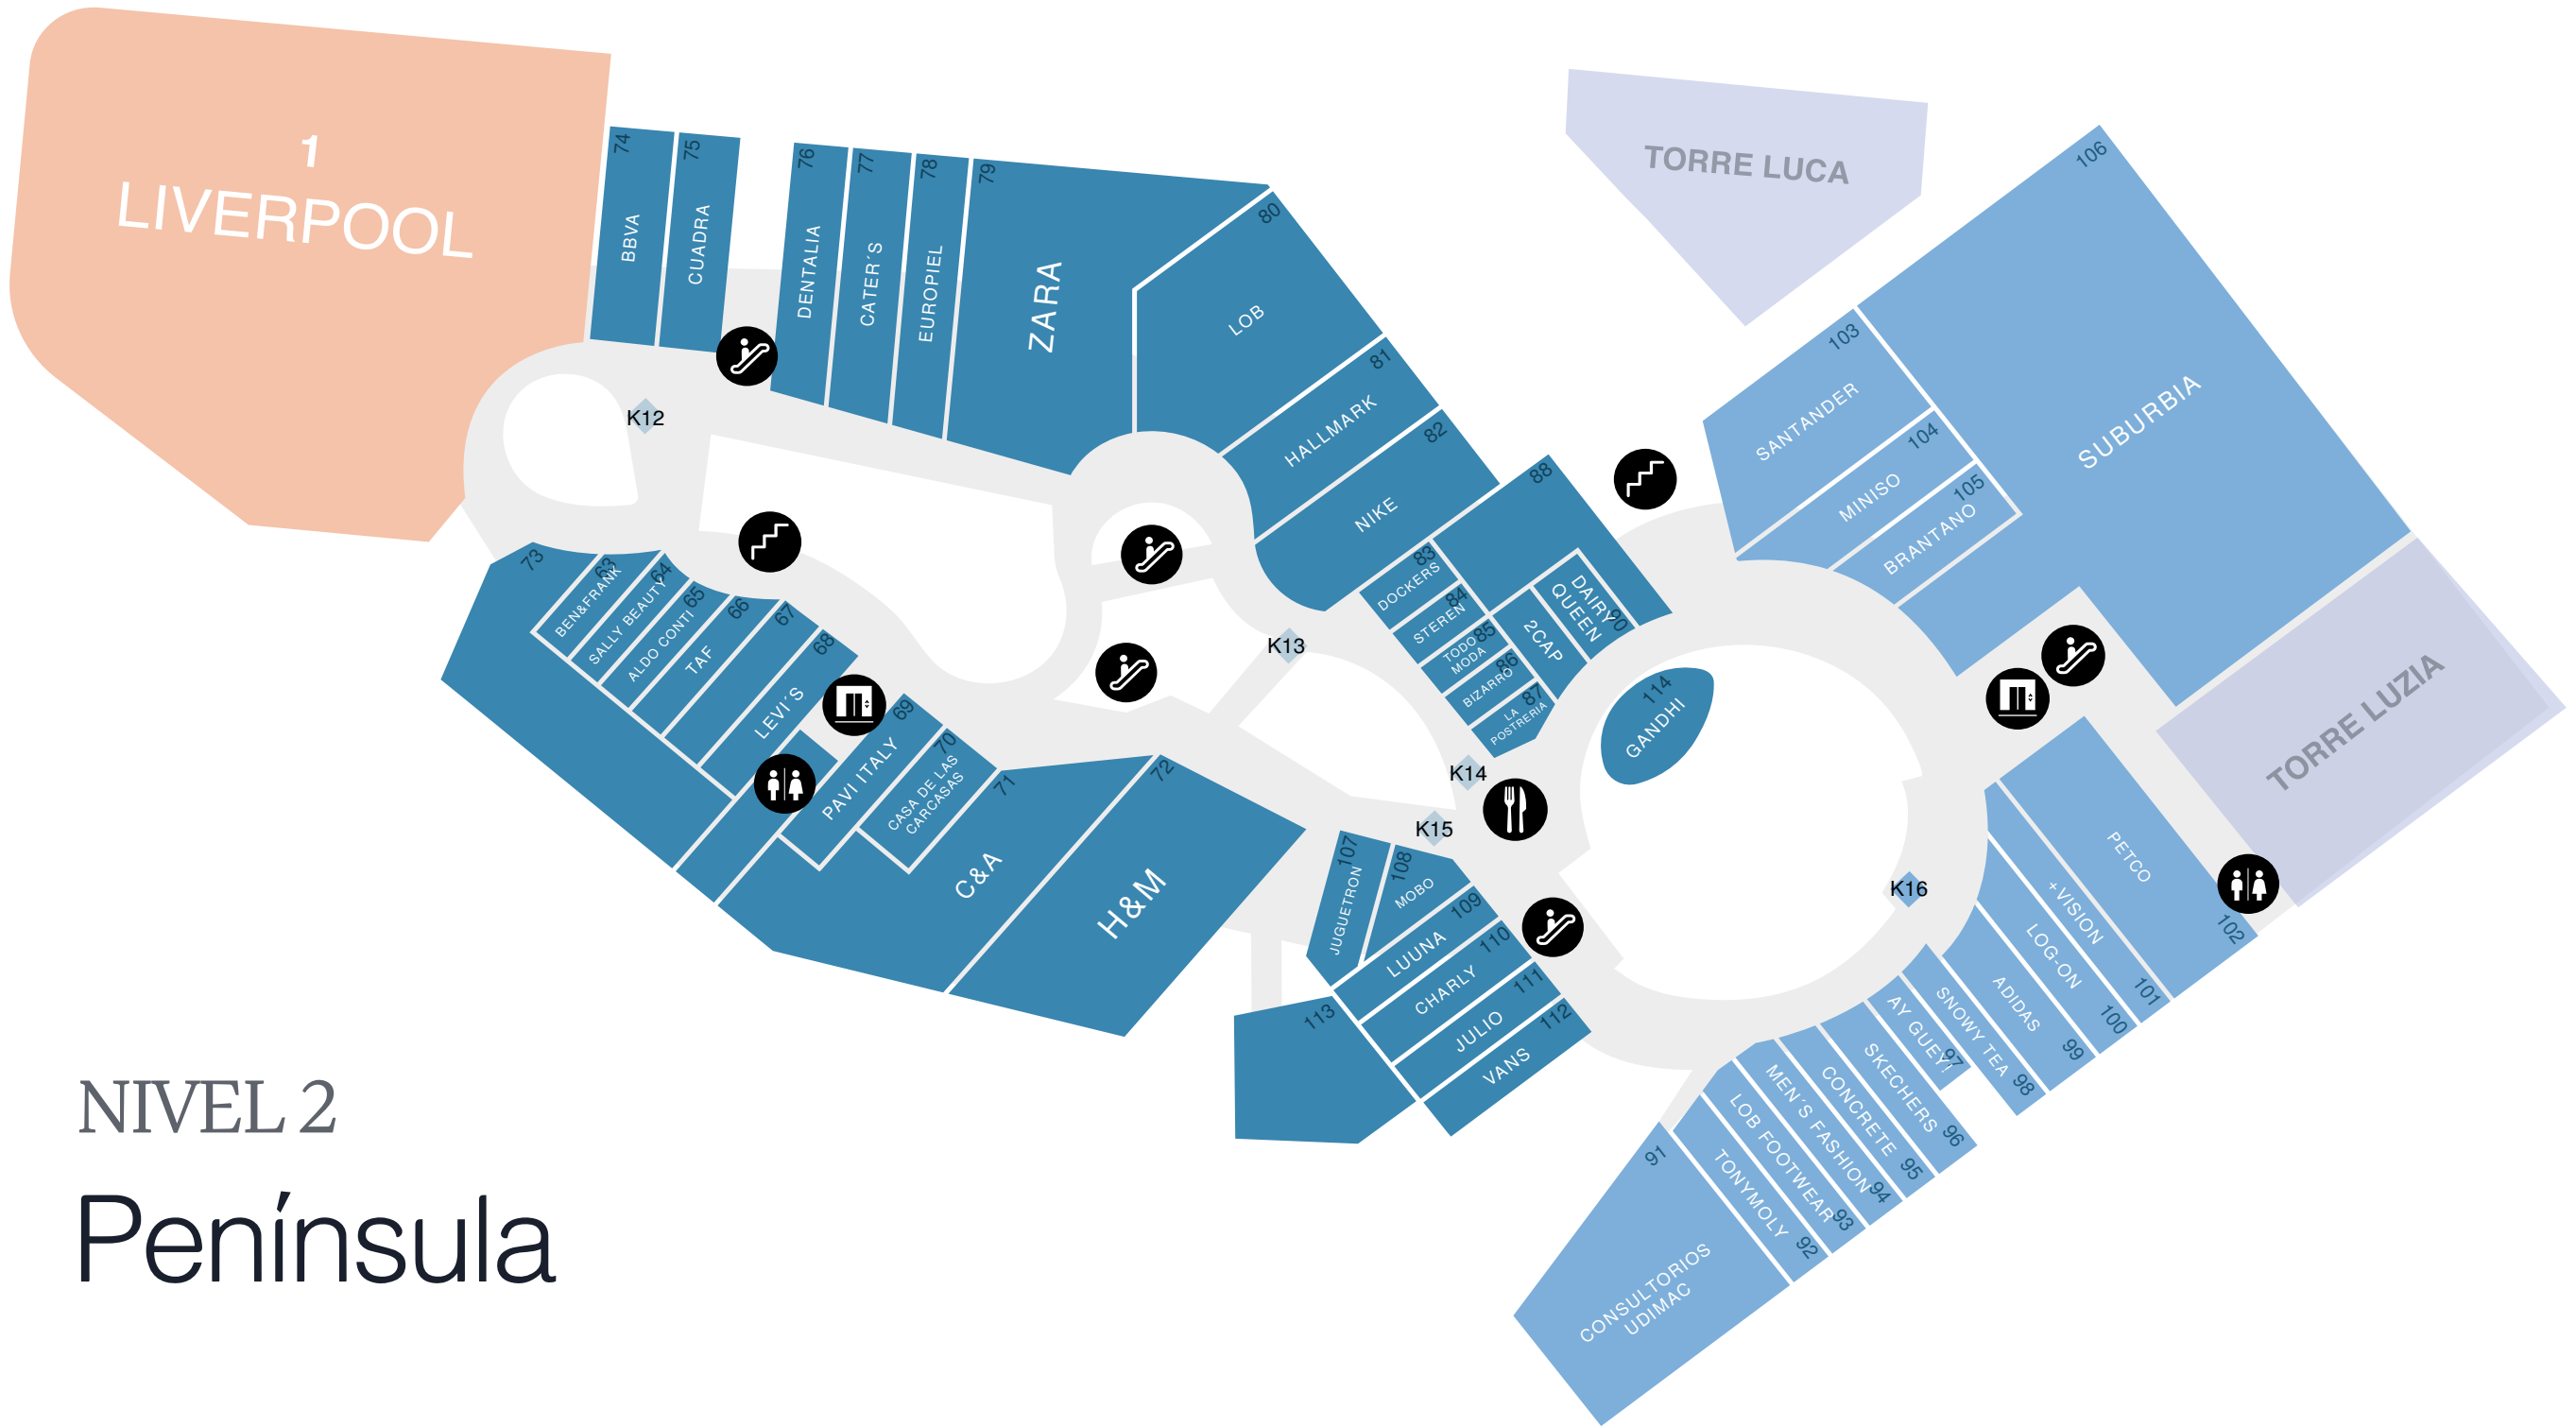 1
LIVERPOOL
74
BBVA
75
CUADRA
76
DENTALIA
77
CATER´S
78
EUROPIEL
79
ZARA
80
LOB
81
HALLMARK
82
NIKE
83
DOCKERS
84
STEREN
85
TODO
MODA
86
BIZARRO
87
LA
POSTRERIA
88
2CAP
DAIRY
QUEEN
90
TORRE LUCA
103
SANTANDER
104
MINISO
105
BRANTANO
106
SUBURBIA
TORRE LUZIA
K12
K13
K14
K15
K16
73
63
BEN&FRANK
64
SALLY BEAUTY
65
ALDO CONTI
66
TAF
67
68
LEVI´S
69
PAVI ITALY
70
CASA DE LAS
CARCASAS
71
C&A
72
H&M
114
GANDHI
107
JUGUETRON
108
MOBO
109
LUUNA
110
CHARLY
111
JULIO
112
VANS
113
PETCO
102
+VISION
101
LOG-ON
100
ADIDAS
99
SNOWY TEA
98
AY GUEY!
97
SKECHERS
96
CONCRETE
95
MEN´S FASHION
94
LOB FOOTWEAR
93
TONYMOLY
92
91
CONSULTORIOS
UDIMAC
NIVEL 2
Península